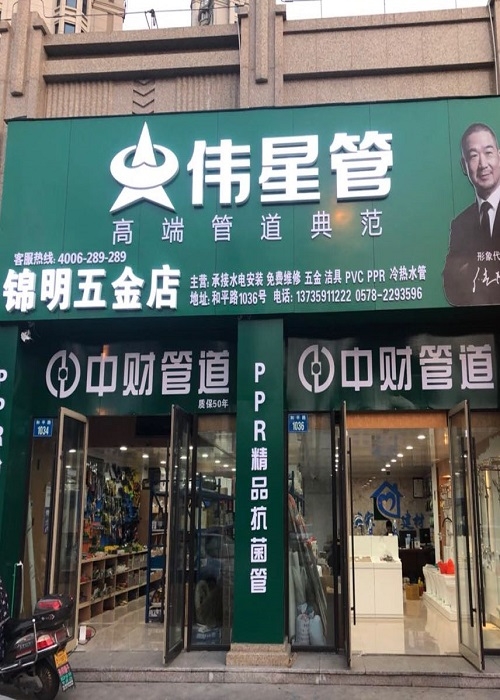 伟星管
高端管道典范
客服热线: 4006-289-289
锦明五金店
主营: 承接水电安装 免费维修 五金 洁具 PVC PPR 冷热水管
地址: 和平路1036号 电话: 13735911222 0578-2293596
形象代
中财管道
质保50年
中财管道
PPR
PPR精品抗菌管
1034
1036